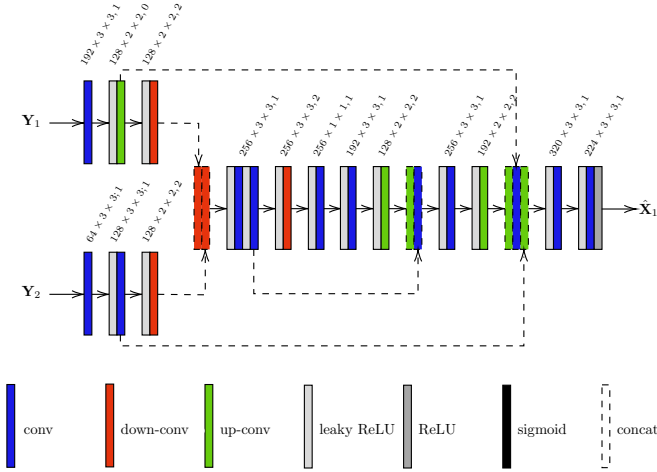 192 × 3 × 3, 1
128 × 2 × 2, 0
128 × 2 × 2, 2
Y₁
256 × 3 × 3, 1
256 × 3 × 3, 2
256 × 1 × 1, 1
192 × 3 × 3, 1
128 × 2 × 2, 2
256 × 3 × 3, 1
192 × 2 × 2, 2
320 × 3 × 3, 1
224 × 3 × 3, 1
X̂₁
64 × 3 × 3; 1
128 × 3 × 3; 1
128 × 2 × 2, 2
Y₂
conv
down-conv
up-conv
leaky ReLU
ReLU
sigmoid
concat